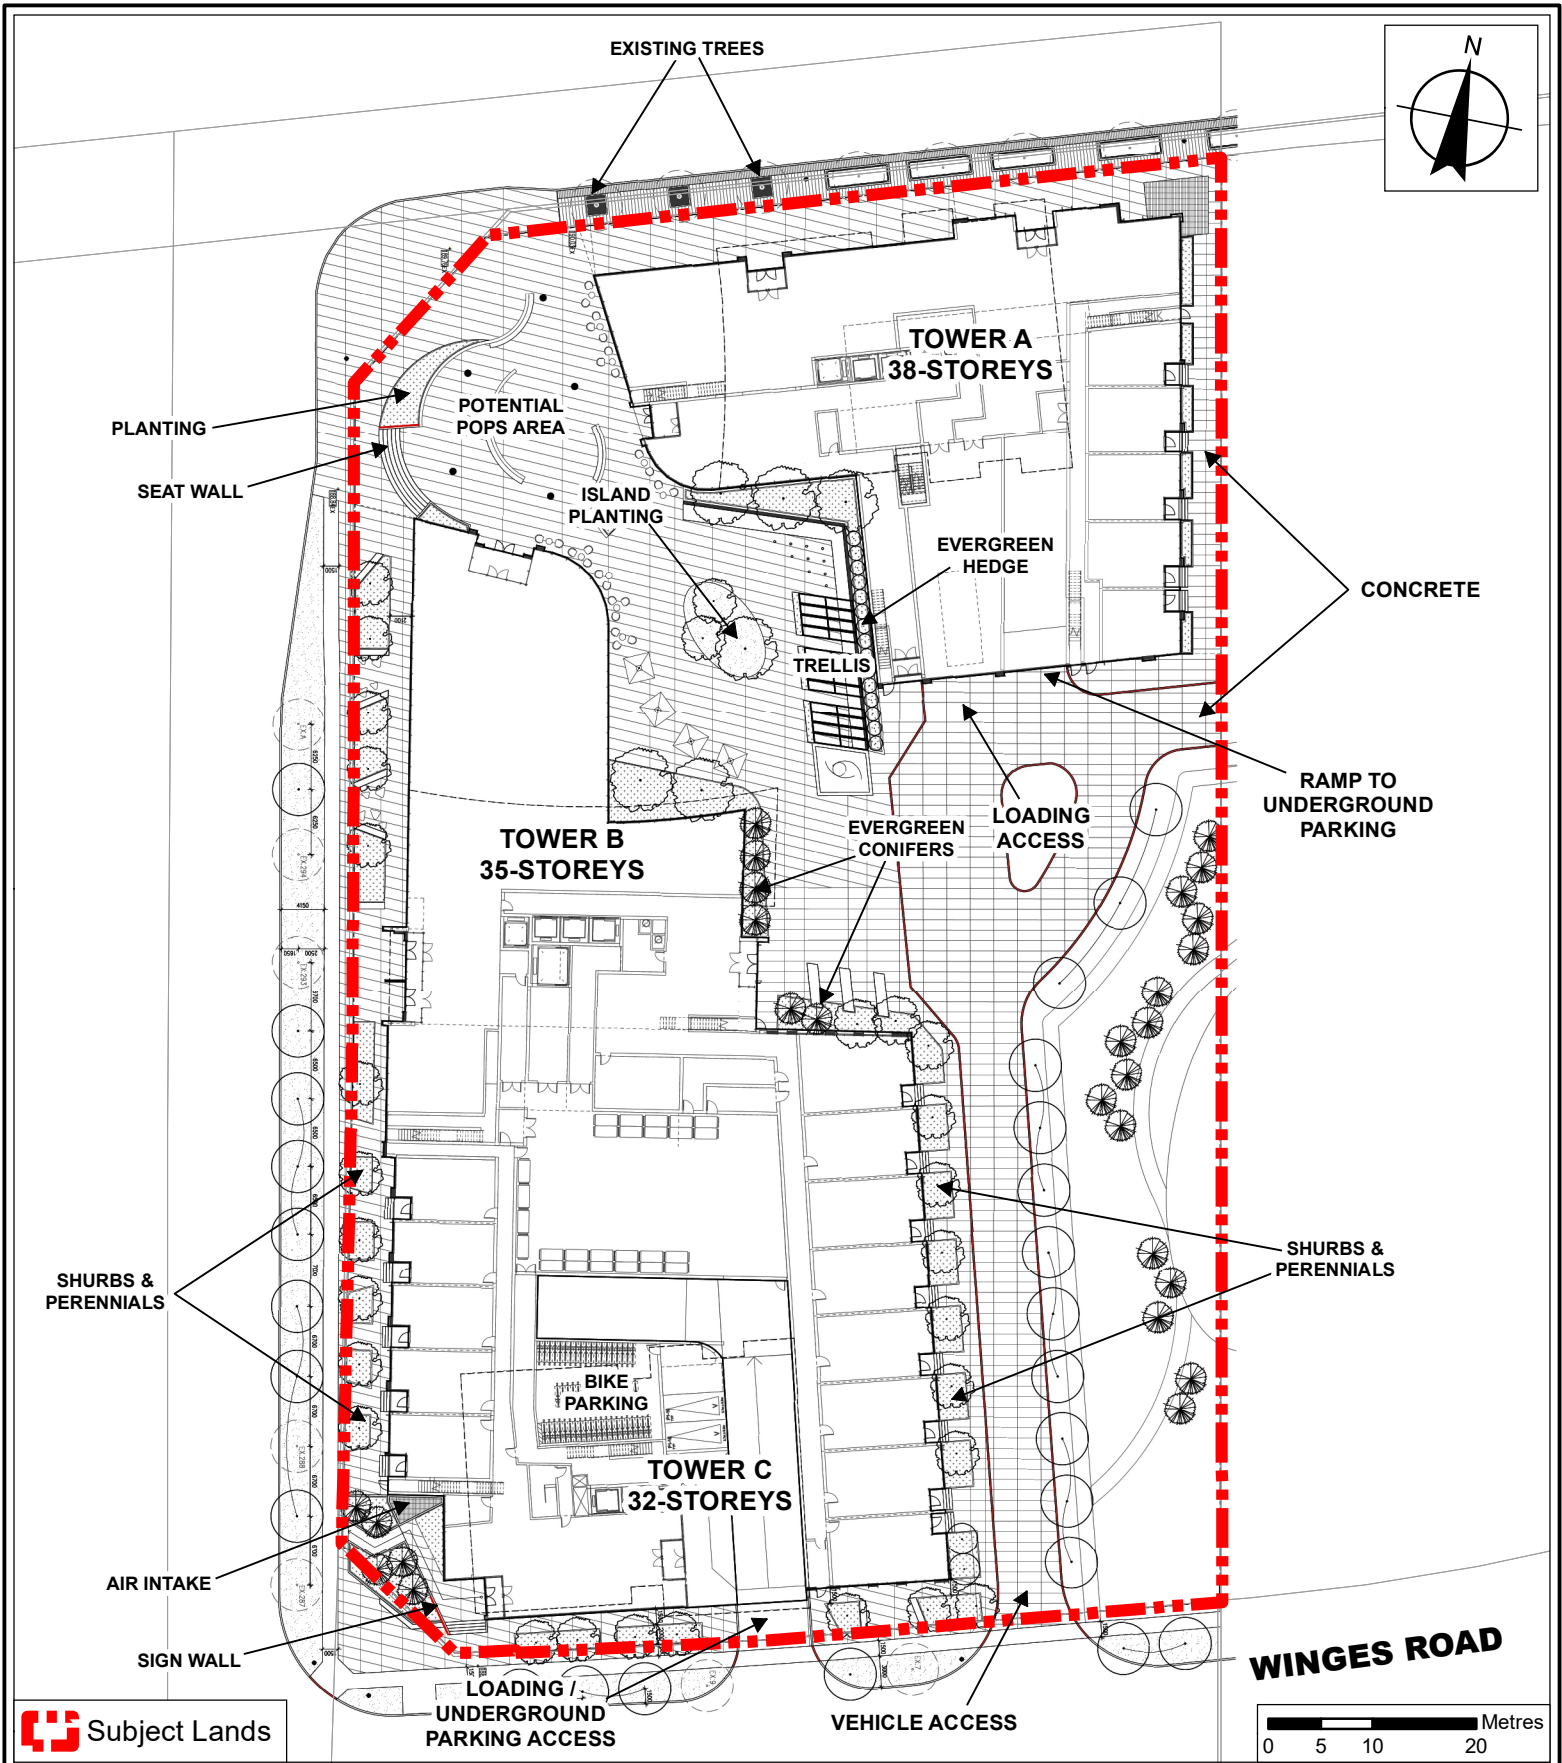 EXISTING TREES
N
TOWER A
38-STOREYS
PLANTING
POTENTIAL
POPS AREA
SEAT WALL
ISLAND
PLANTING
EVERGREEN
HEDGE
CONCRETE
TRELLIS
RAMP TO
UNDERGROUND
PARKING
LOADING
ACCESS
EVERGREEN
CONIFERS
TOWER B
35-STOREYS
SHURBS &
PERENNIALS
SHURBS &
PERENNIALS
BIKE
PARKING
TOWER C
32-STOREYS
AIR INTAKE
SIGN WALL
LOADING /
UNDERGROUND
PARKING ACCESS
VEHICLE ACCESS
WINGES ROAD
Subject Lands
Metres
0 5 10 20